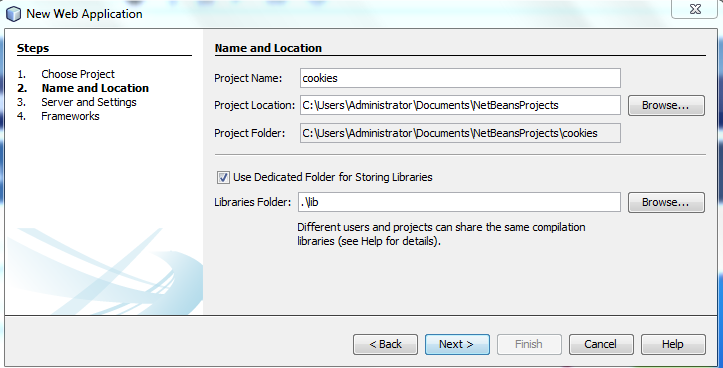 New Web Application
Steps
1. Choose Project
2. Name and Location
3. Server and Settings
4. Frameworks
Name and Location
Project Name: cookies
Project Location: C:\Users\Administrator\Documents\NetBeansProjects Browse...
Project Folder: C:\Users\Administrator\Documents\NetBeansProjects\cookies
Use Dedicated Folder for Storing Libraries
Libraries Folder: .\lib Browse...
Different users and projects can share the same compilation
libraries (see Help for details).
< Back Next > Finish Cancel Help